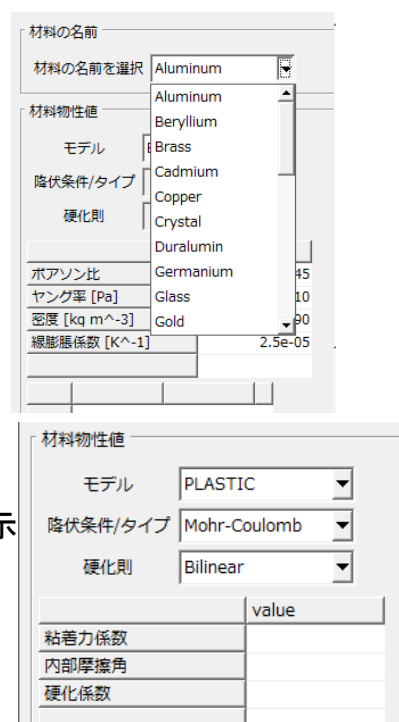 材料の名前
材料の名前を選択 Aluminum
Aluminum
材料物性値
Beryllium
モデル
Brass
Cadmium
降伏条件/タイプ
Copper
硬化則
Crystal
Duralumin
Germanium
ポアソン比 45
ヤング率 [Pa] Glass 10
密度 [kg m^-3] Gold 90
線膨脹係数 [K^-1] 2.5e-05
材料物性値
モデル PLASTIC
示
降伏条件/タイプ Mohr-Coulomb
硬化則 Bilinear
value
粘着力係数
内部摩擦角
硬化係数